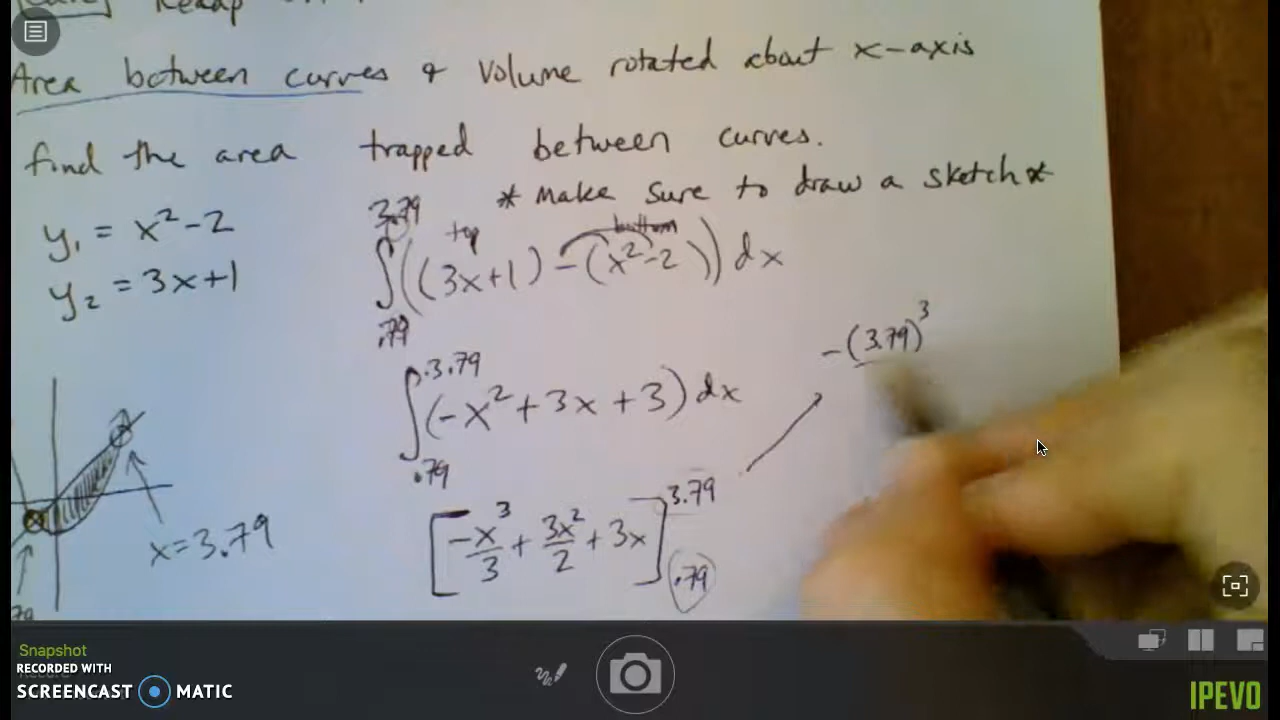 Recap
Area between curves & Volume rotated about x-axis
find the area trapped between curves.
* Make Sure to draw a sketch *
y₁ = x² - 2
y₂ = 3x + 1
3.79
top
bottom
∫((3x+1) - (x²-2)) dx
.79
3.79
∫(-x² + 3x + 3) dx
.79
-(3.79)³
[-x³/3 + 3x²/2 + 3x]
3.79
.79
x = 3.79
Snapshot
Record
RECORDED WITH
SCREENCAST MATIC
IPEVO